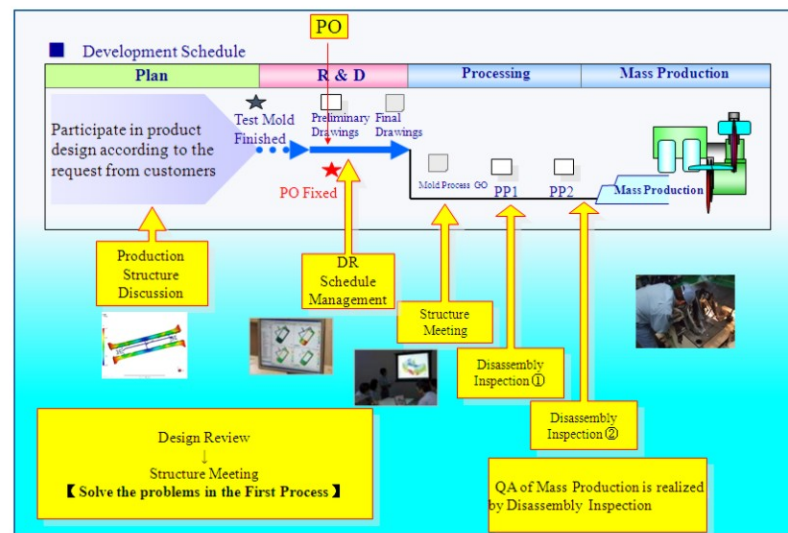 PO
■ Development Schedule
Plan
R & D
Processing
Mass Production
Participate in product
design according to the
request from customers
Test Mold
Finished
Preliminary
Drawings
Final
Drawings
PO Fixed
Mold Process GO
PP1
PP2
Mass Production
Production
Structure
Discussion
DR
Schedule
Management
Structure
Meeting
Disassembly
Inspection ①
Disassembly
Inspection ②
Design Review
↓
Structure Meeting
【 Solve the problems in the First Process 】
QA of Mass Production is realized
by Disassembly Inspection